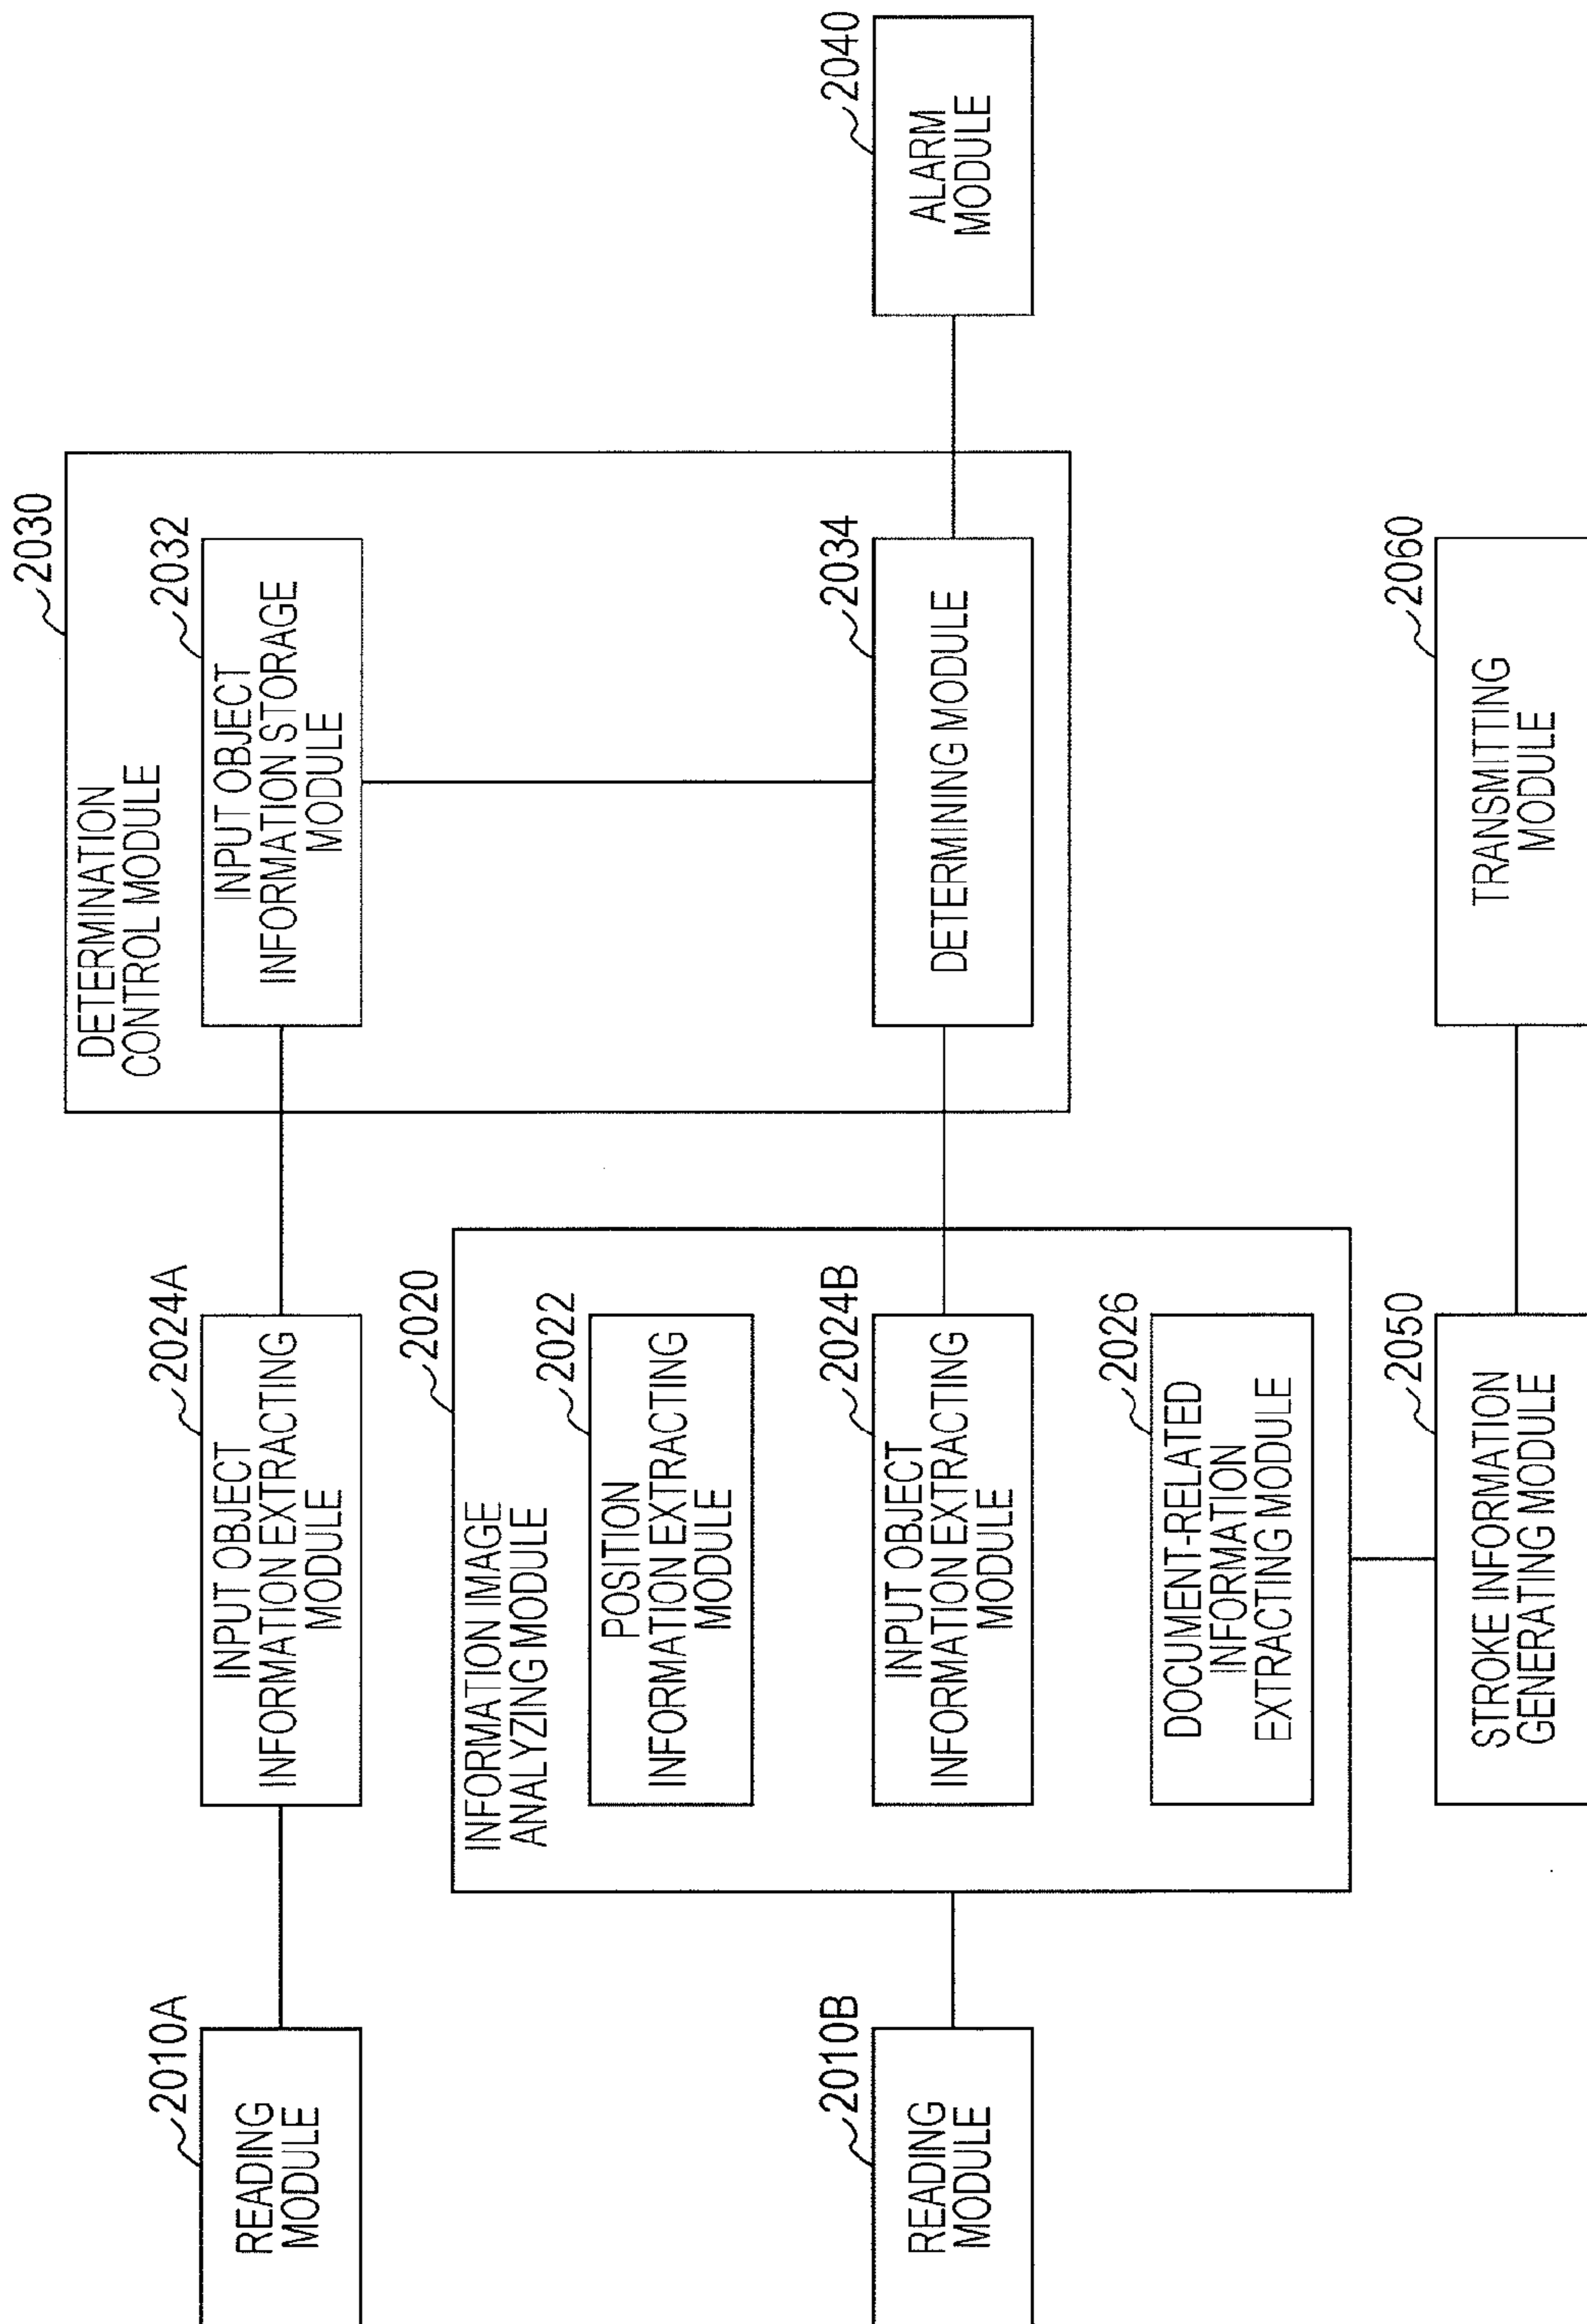 2010A
READING
MODULE
2024A
INPUT OBJECT
INFORMATION EXTRACTING
MODULE
2030
DETERMINATION
CONTROL MODULE
2032
INPUT OBJECT
INFORMATION STORAGE
MODULE
2010B
READING
MODULE
2020
INFORMATION IMAGE
ANALYZING MODULE
2022
POSITION
INFORMATION EXTRACTING
MODULE
2024B
INPUT OBJECT
INFORMATION EXTRACTING
MODULE
2026
DOCUMENT-RELATED
INFORMATION
EXTRACTING MODULE
2034
DETERMINING MODULE
2040
ALARM
MODULE
2050
STROKE INFORMATION
GENERATING MODULE
2060
TRANSMITTING
MODULE